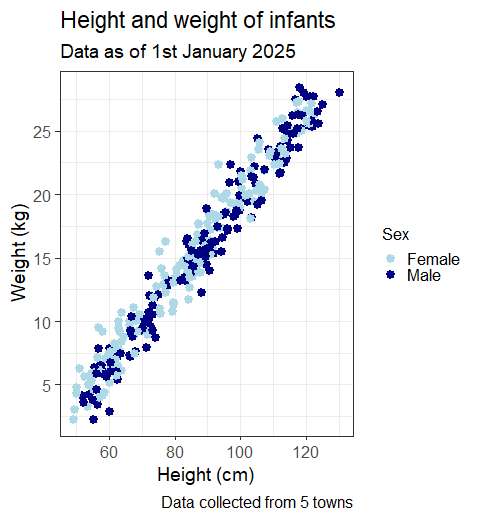 Height and weight of infants
Data as of 1st January 2025
25
20
15
10
5
Weight (kg)
60 80 100 120
Height (cm)
Sex
Female
Male
Data collected from 5 towns